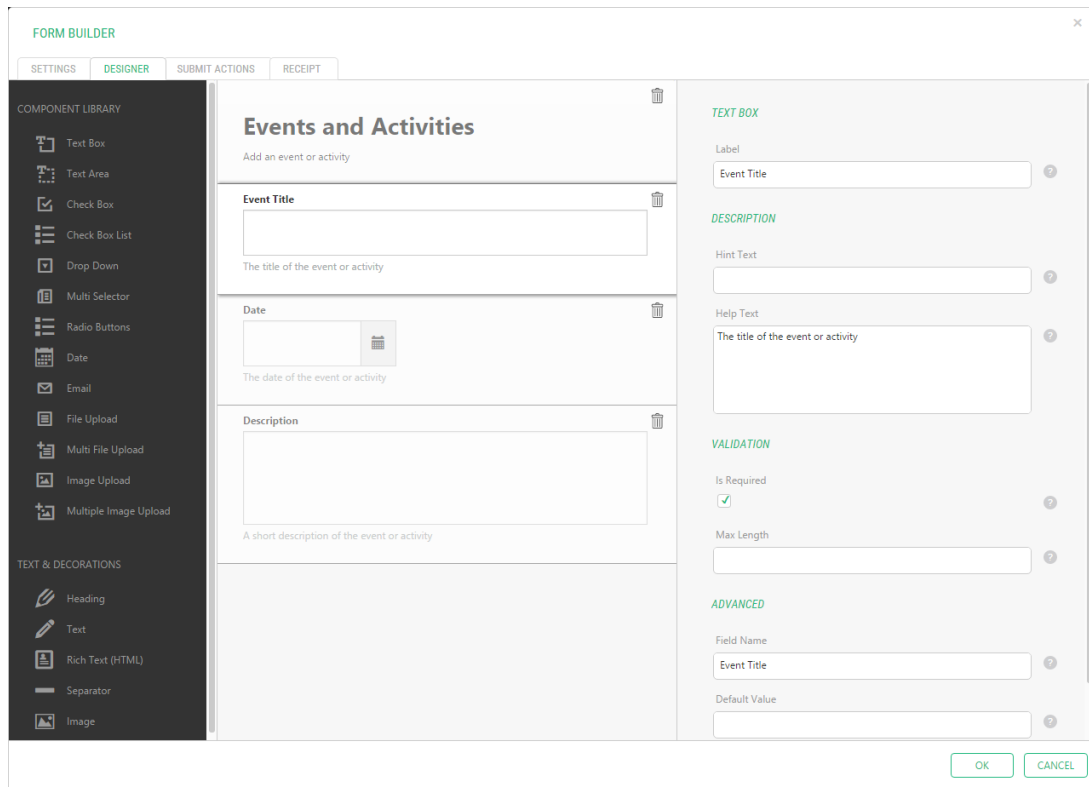 FORM BUILDER
×
SETTINGS
DESIGNER
SUBMIT ACTIONS
RECEIPT
COMPONENT LIBRARY
Text Box
Text Area
Check Box
Check Box List
Drop Down
Multi Selector
Radio Buttons
Date
Email
File Upload
Multi File Upload
Image Upload
Multiple Image Upload
TEXT & DECORATIONS
Heading
Text
Rich Text (HTML)
Separator
Image
Events and Activities
Add an event or activity
Event Title
The title of the event or activity
Date
The date of the event or activity
Description
A short description of the event or activity
TEXT BOX
Label
Event Title
?
DESCRIPTION
Hint Text
?
Help Text
The title of the event or activity
?
VALIDATION
Is Required
?
Max Length
?
ADVANCED
Field Name
Event Title
?
Default Value
?
OK
CANCEL